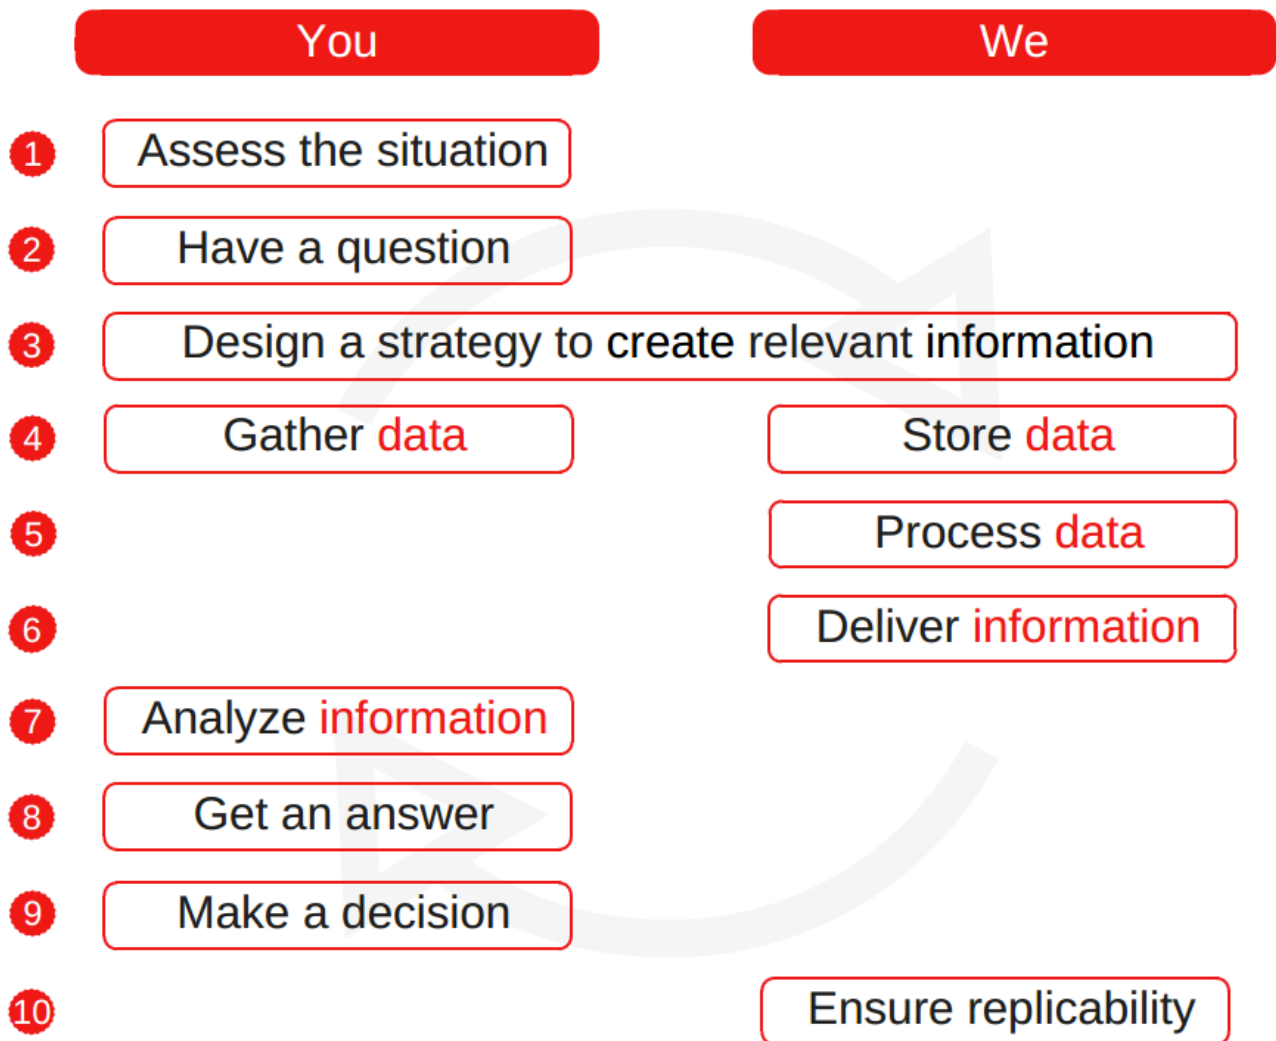 You We
1 Assess the situation
2 Have a question
3 Design a strategy to create relevant information
4 Gather data Store data
5 Process data
6 Deliver information
7 Analyze information
8 Get an answer
9 Make a decision
10 Ensure replicability